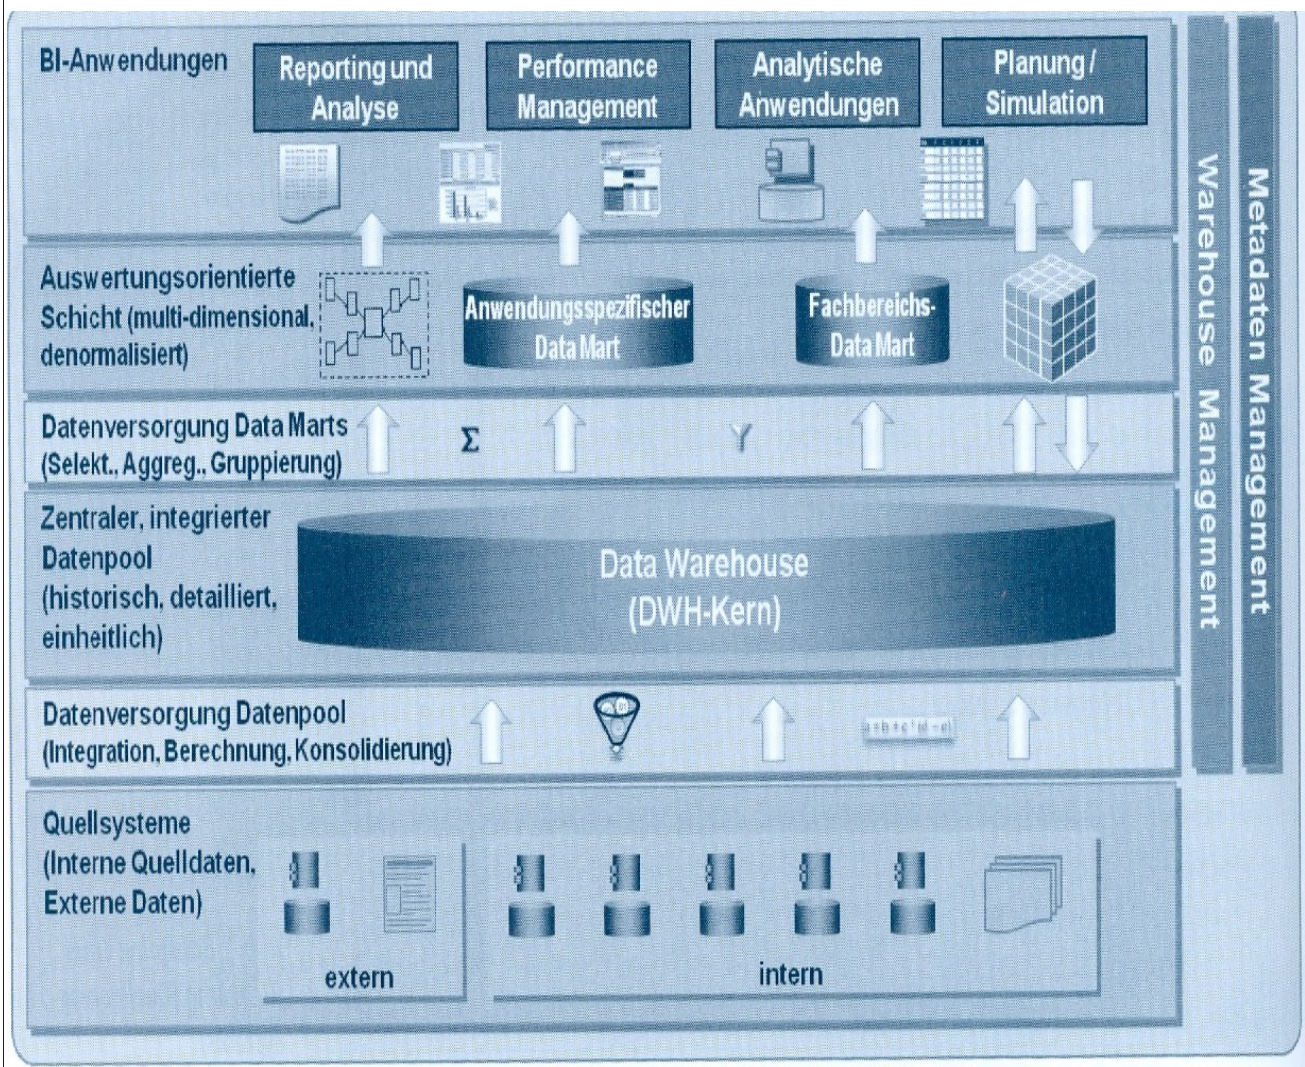 BI-Anwendungen
Reporting und
Analyse
Performance
Management
Analytische
Anwendungen
Planung /
Simulation
Auswertungsorientierte
Schicht (multi-dimensional,
denormalisiert)
Anwendungsspezifischer
Data Mart
Fachbereichs-
Data Mart
Datenversorgung Data Marts
(Selekt., Aggreg., Gruppierung)
Σ
Zentraler, integrierter
Datenpool
(historisch, detailliert,
einheitlich)
Data Warehouse
(DWH-Kern)
Datenversorgung Datenpool
(Integration, Berechnung, Konsolidierung)
Quellsysteme
(Interne Quelldaten,
Externe Daten)
extern
intern
Warehouse Management
Metadaten Management